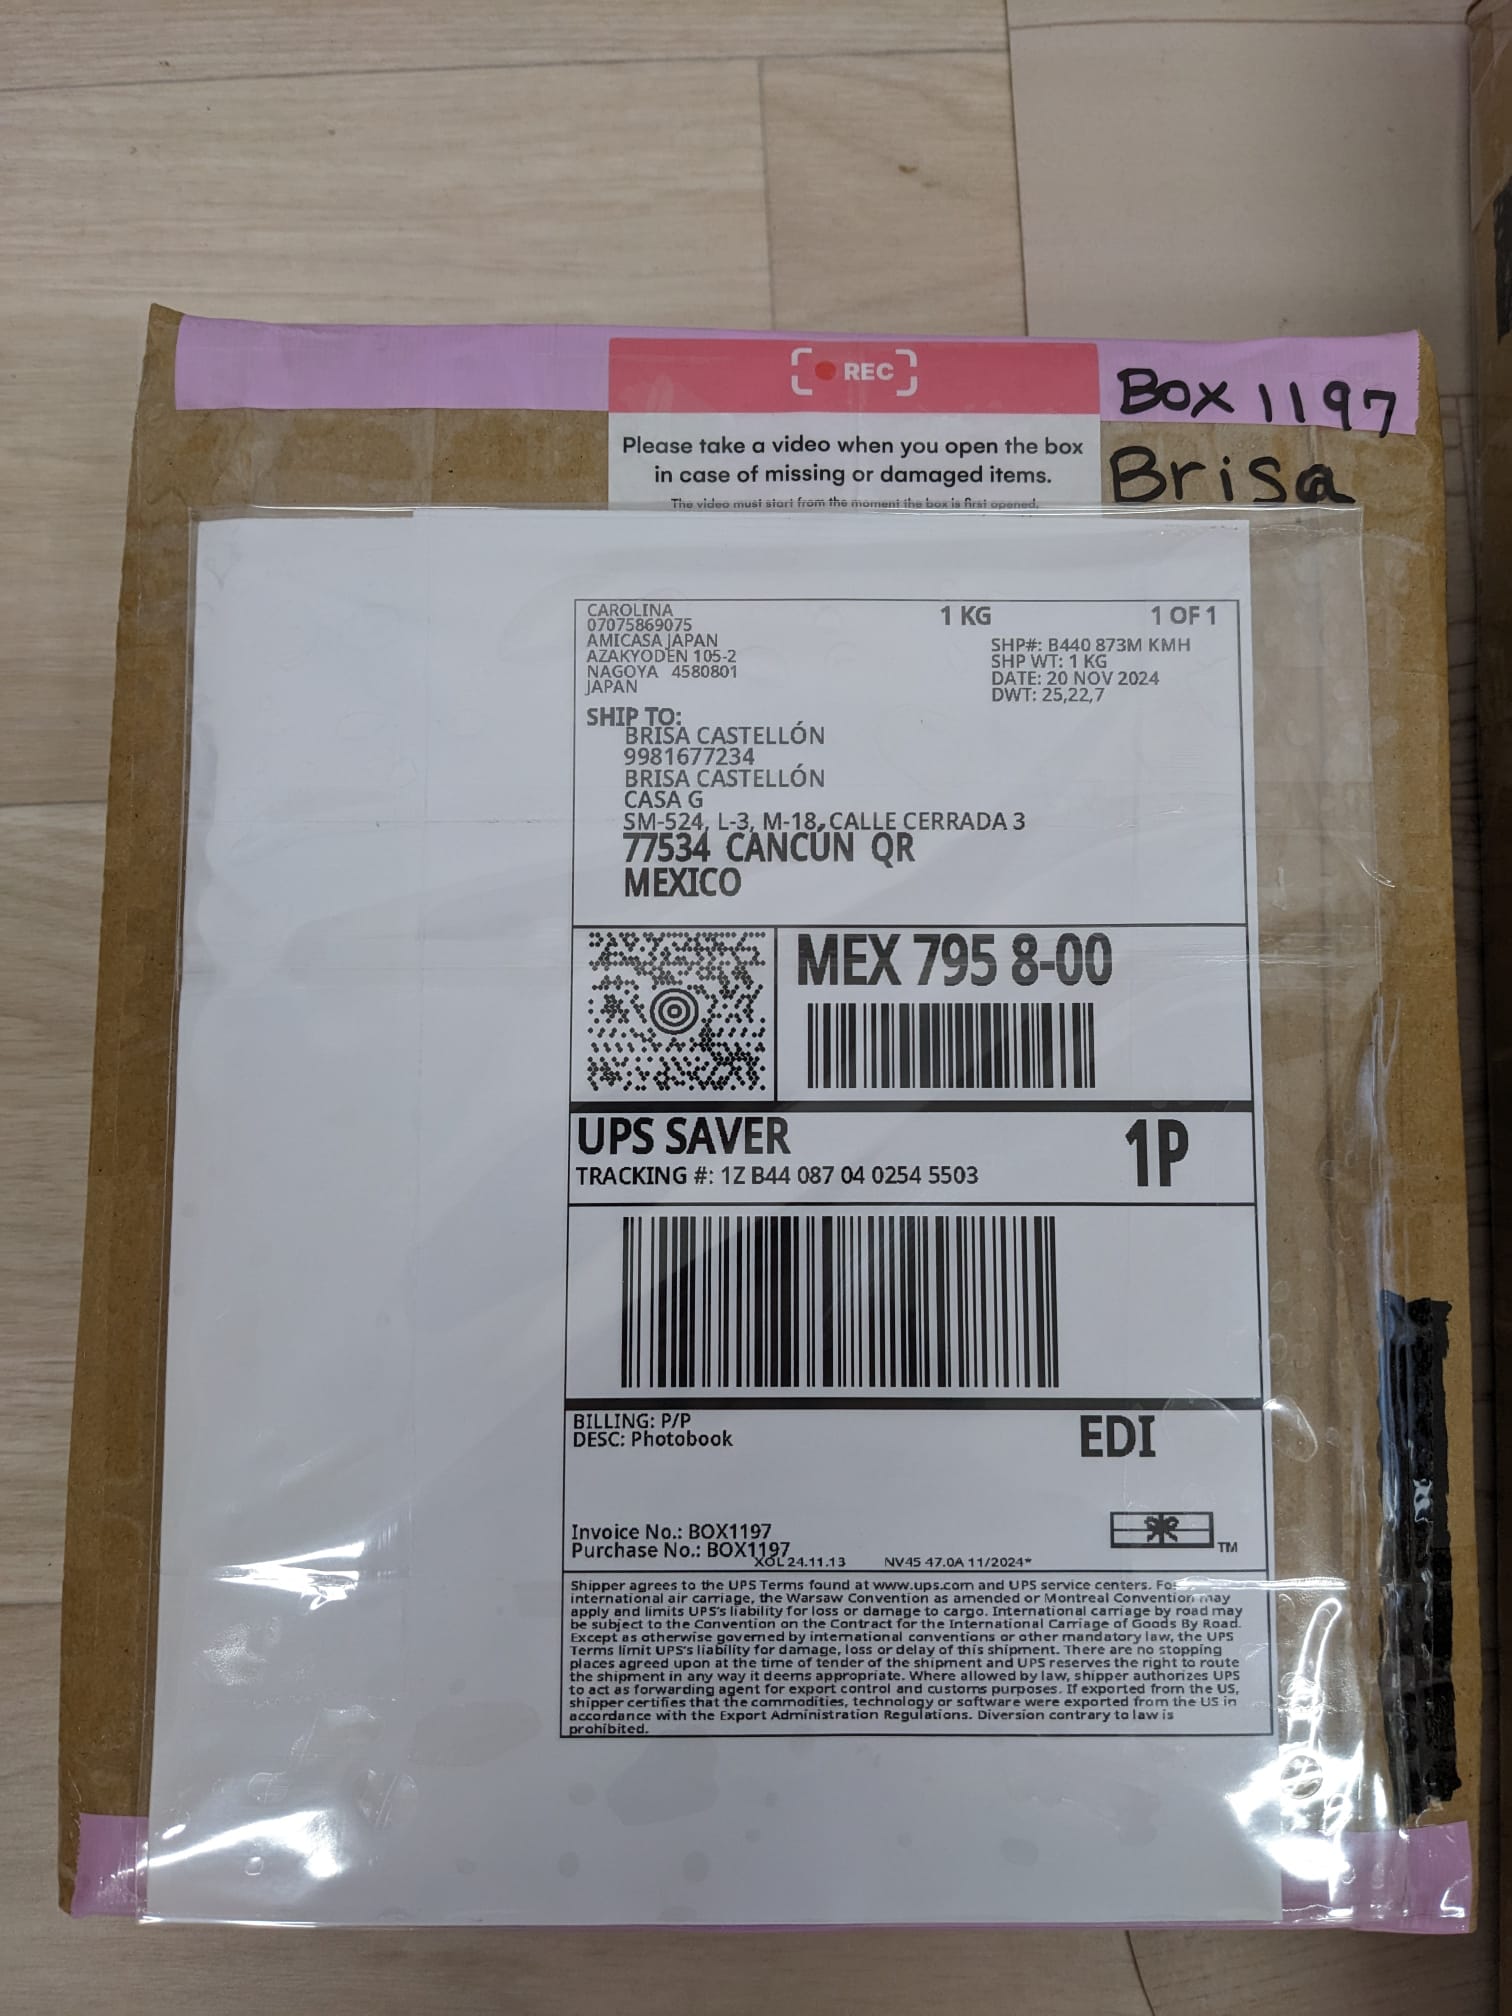 REC
Please take a video when you open the box
in case of missing or damaged items.
The video must start from the moment the box is first opened,
Box 1197
Brisa
CAROLINA
07075869075
AMICASA JAPAN
AZAKYODEN 105-2
NAGOYA 4580801
JAPAN
1 KG
1 OF 1
SHP#: B440 873M KMH
SHP WT: 1 KG
DATE: 20 NOV 2024
DWT: 25,22,7
SHIP TO:
BRISA CASTELLÓN
9981677234
BRISA CASTELLÓN
CASA G
SM-524, L-3, M-18, CALLE CERRADA 3
77534 CANCÚN QR
MEXICO
MEX 795 8-00
UPS SAVER
TRACKING #: 1Z B44 087 04 0254 5503
1P
BILLING: P/P
DESC: Photobook
EDI
Invoice No.: BOX1197
Purchase No.: BOX1197
XOL 24.11.13 NV45 47.0A 11/2024*
TM
Shipper agrees to the UPS Terms found at www.ups.com and UPS service centers. For
international air carriage, the Warsaw Convention as amended or Montreal Convention may
apply and limits UPS's liability for loss or damage to cargo. International carriage by road may
be subject to the Convention on the Contract for the International Carriage of Goods By Road.
Except as otherwise governed by international conventions or other mandatory law, the UPS
Terms limit UPS's liability for damage, loss or delay of this shipment. There are no stopping
places agreed upon at the time of tender of the shipment and UPS reserves the right to route
the shipment in any way it deems appropriate. Where allowed by law, shipper authorizes UPS
to act as forwarding agent for export control and customs purposes. If exported from the US,
shipper certifies that the commodities, technology or software were exported from the US in
accordance with the Export Administration Regulations. Diversion contrary to law is
prohibited.